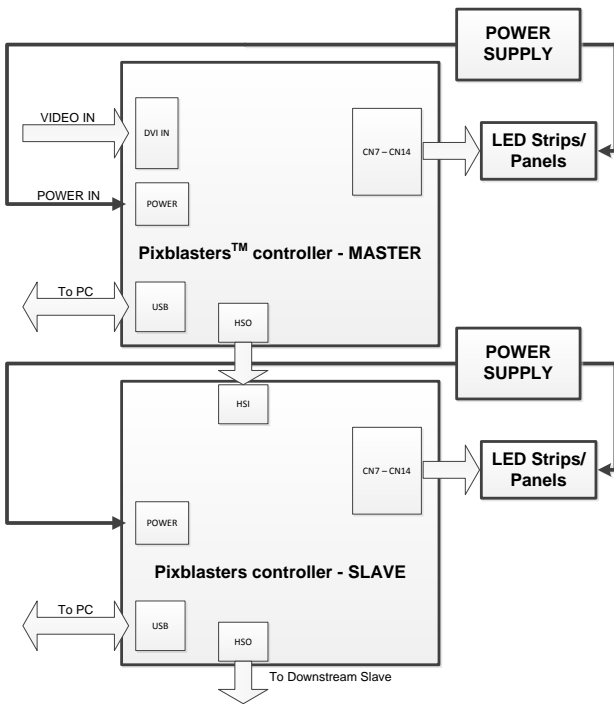 POWER
SUPPLY
VIDEO IN
DVI IN
CN7 – CN14
LED Strips/
Panels
POWER IN
POWER
Pixblasters™ controller - MASTER
To PC
USB
HSO
POWER
SUPPLY
HSI
CN7 – CN14
LED Strips/
Panels
POWER
Pixblasters controller - SLAVE
To PC
USB
HSO
To Downstream Slave